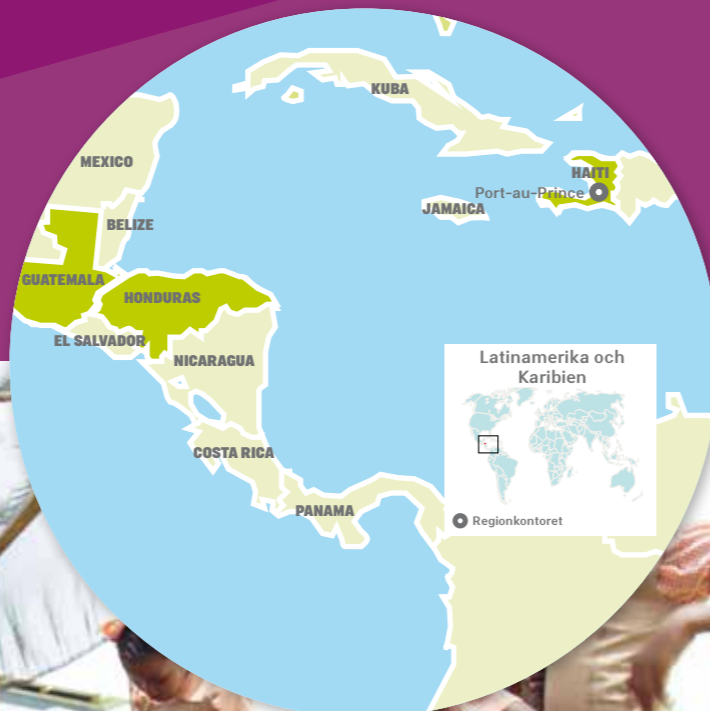 KUBA
MEXICO
HAITI
Port-au-Prince
JAMAICA
BELIZE
GUATEMALA
HONDURAS
EL SALVADOR
NICARAGUA
Latinamerika och
Karibien
COSTA RICA
PANAMA
Regionkontoret